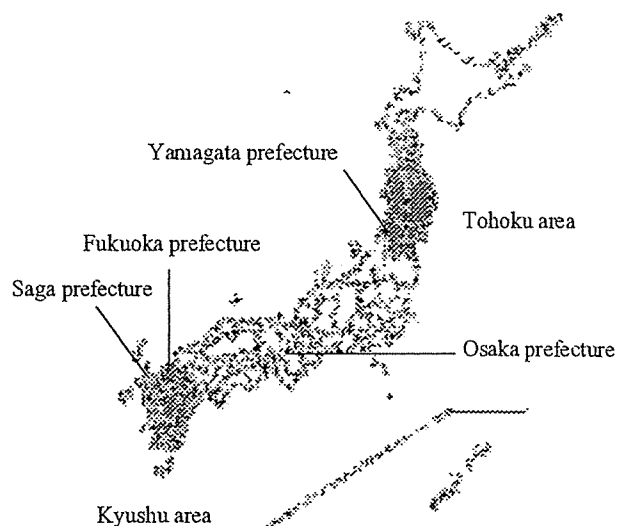 Yamagata prefecture
Tohoku area
Fukuoka prefecture
Saga prefecture
Osaka prefecture
Kyushu area